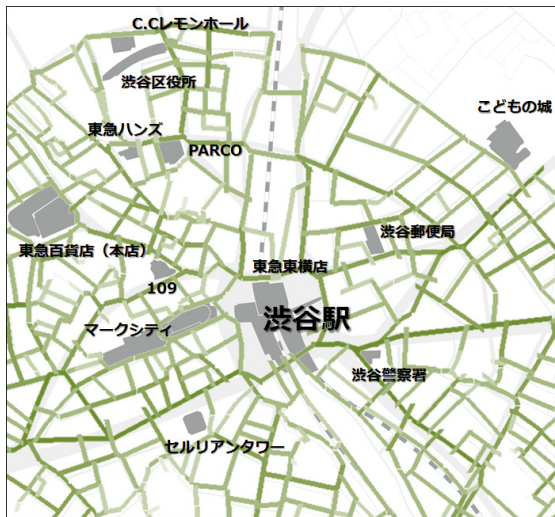 C.Cレモンホール
渋谷区役所
こどもの城
東急ハンズ
PARCO
渋谷郵便局
東急百貨店（本店）
東急東横店
109
渋谷駅
マークシティ
渋谷警察署
セルリアンタワー